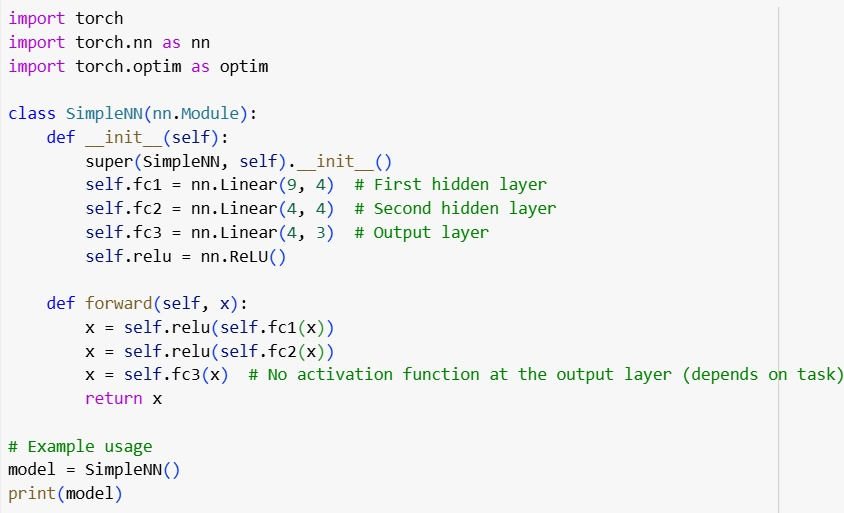 import torch
import torch.nn as nn
import torch.optim as optim

class SimpleNN(nn.Module):
    def __init__(self):
        super(SimpleNN, self).__init__()
        self.fc1 = nn.Linear(9, 4)  # First hidden layer
        self.fc2 = nn.Linear(4, 4)  # Second hidden layer
        self.fc3 = nn.Linear(4, 3)  # Output layer
        self.relu = nn.ReLU()

    def forward(self, x):
        x = self.relu(self.fc1(x))
        x = self.relu(self.fc2(x))
        x = self.fc3(x)  # No activation function at the output layer (depends on task)
        return x

# Example usage
model = SimpleNN()
print(model)